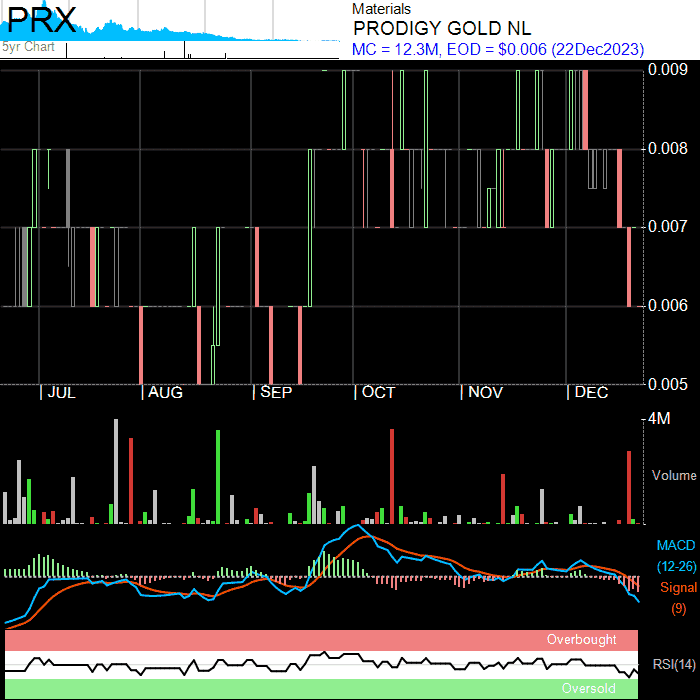 PRX
5yr Chart
Materials
PRODIGY GOLD NL
MC = 12.3M, EOD = $0.006 (22Dec2023)
0.009
0.008
0.007
0.006
0.005
JUL AUG SEP OCT NOV DEC
4M
Volume
MACD
(12-26)
Signal
(9)
Overbought
RSI(14)
Oversold